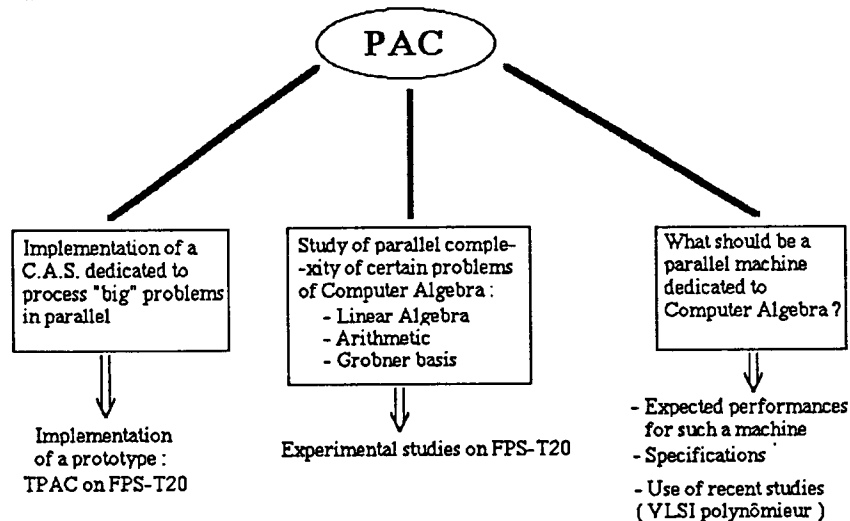 PAC
Implementation of a
C.A.S. dedicated to
process "big" problems
in parallel
Implementation
of a prototype :
TPAC on FPS-T20
Study of parallel comple-
-xity of certain problems
of Computer Algebra :
- Linear Algebra
- Arithmetic
- Grobner basis
Experimental studies on FPS-T20
What should be a
parallel machine
dedicated to
Computer Algebra ?
- Expected performances
for such a machine
- Specifications
- Use of recent studies
( VLSI polynômieur )